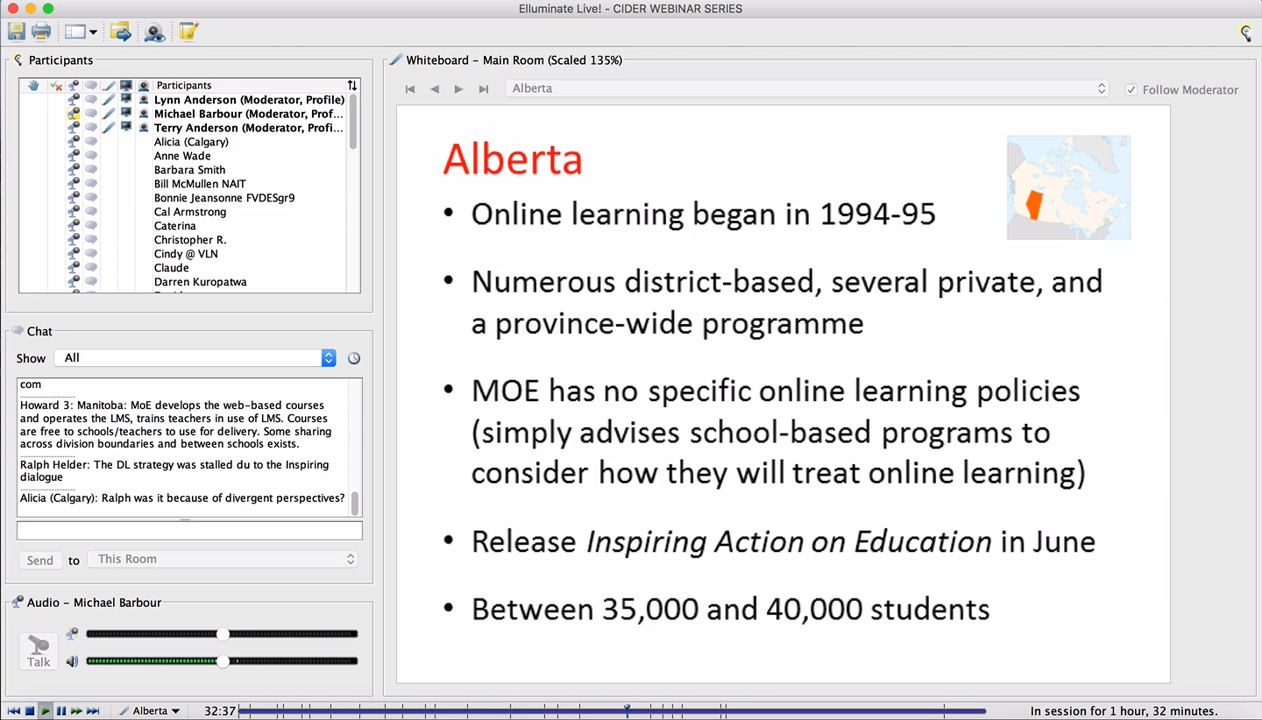 Elluminate Live! - CIDER WEBINAR SERIES
Participants
Participants
Lynn Anderson (Moderator, Profile)
Michael Barbour (Moderator, Prof...
Terry Anderson (Moderator, Profi...
Alicia (Calgary)
Anne Wade
Barbara Smith
Bill McMullen NAIT
Bonnie Jeansonne FVDESgr9
Cal Armstrong
Caterina
Christopher R.
Cindy @ VLN
Claude
Darren Kuropatwa
Chat
Show All
com
Howard 3: Manitoba: MoE develops the web-based courses
and operates the LMS, trains teachers in use of LMS. Courses
are free to schools/teachers to use for delivery. Some sharing
across division boundaries and between schools exists.
Ralph Helder: The DL strategy was stalled du to the Inspiring
dialogue
Alicia (Calgary): Ralph was it because of divergent perspectives?
Send to This Room
Audio - Michael Barbour
Talk
Whiteboard - Main Room (Scaled 135%)
Alberta
Follow Moderator
Alberta
• Online learning began in 1994-95
• Numerous district-based, several private, and
a province-wide programme
• MOE has no specific online learning policies
(simply advises school-based programs to
consider how they will treat online learning)
• Release Inspiring Action on Education in June
• Between 35,000 and 40,000 students
Alberta
32:37
In session for 1 hour, 32 minutes.